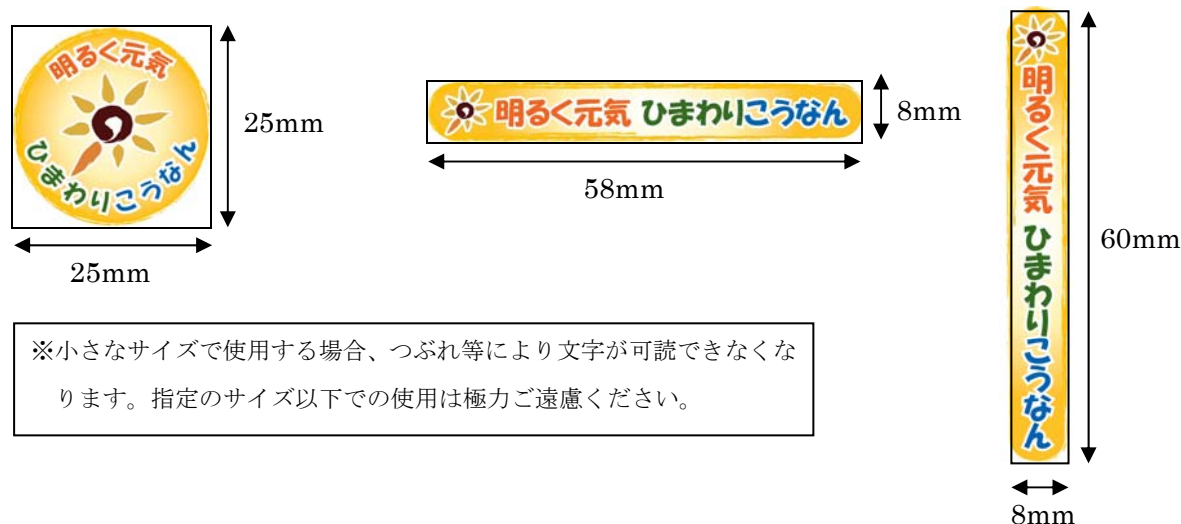 明るく元気
ひまわりこうなん
25mm
25mm
明るく元気 ひまわりこうなん
8mm
58mm
明るく元気 ひまわりこうなん
60mm
8mm
※小さなサイズで使用する場合、つぶれ等により文字が可読できなくな
ります。指定のサイズ以下での使用は極力ご遠慮ください。